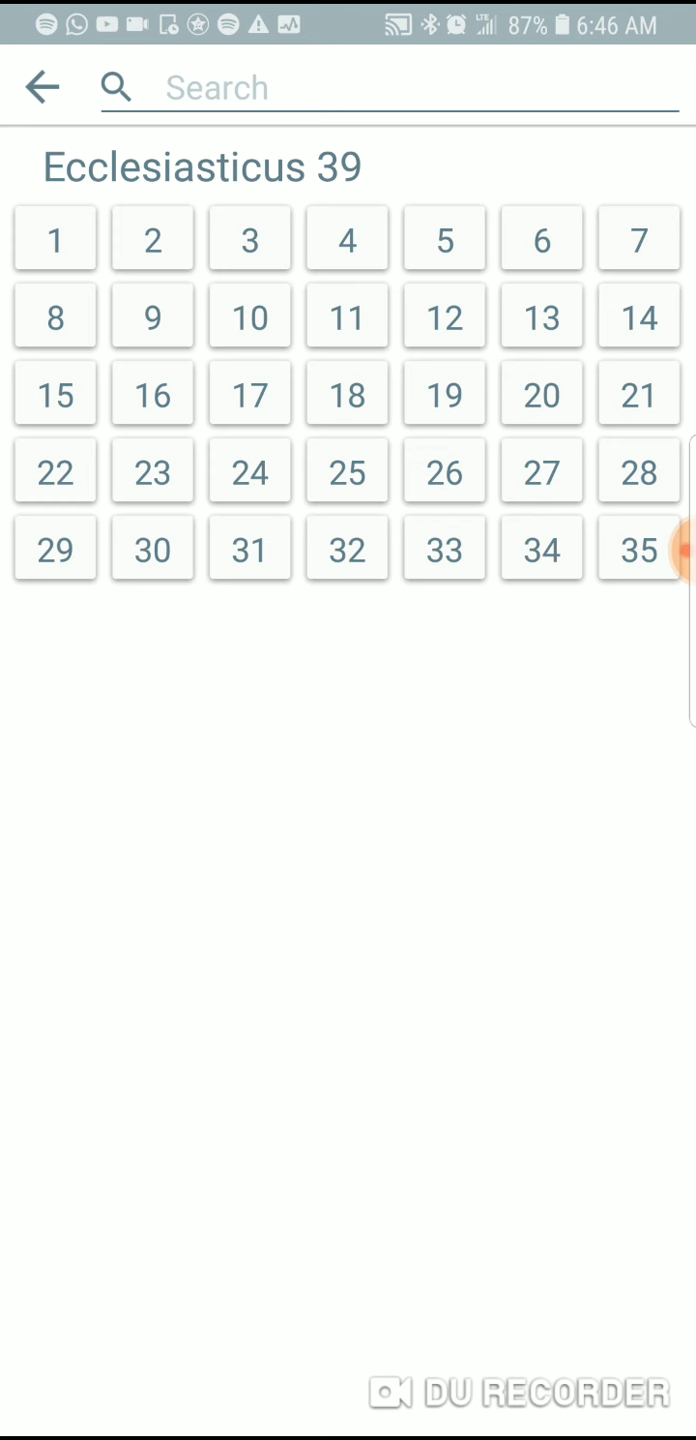 LTE 87% 6:46 AM
Search
Ecclesiasticus 39
1 2 3 4 5 6 7
8 9 10 11 12 13 14
15 16 17 18 19 20 21
22 23 24 25 26 27 28
29 30 31 32 33 34 35
DU RECORDER